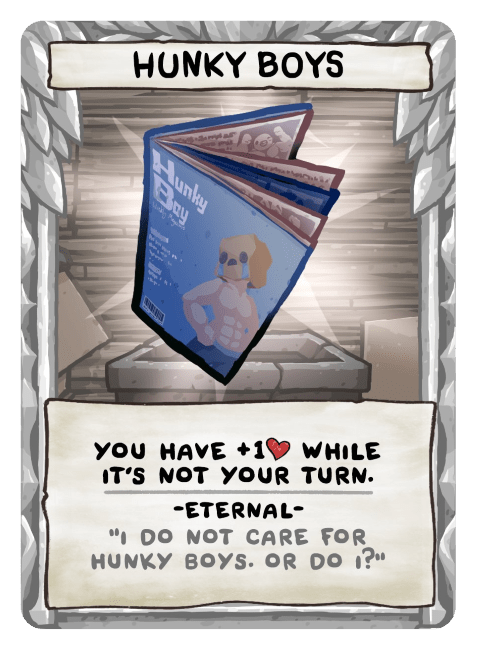 HUNKY BOYS
Hunky
Boy
YOU HAVE +1❤ WHILE
IT'S NOT YOUR TURN.
-ETERNAL-
"I DO NOT CARE FOR
HUNKY BOYS. OR DO I?"